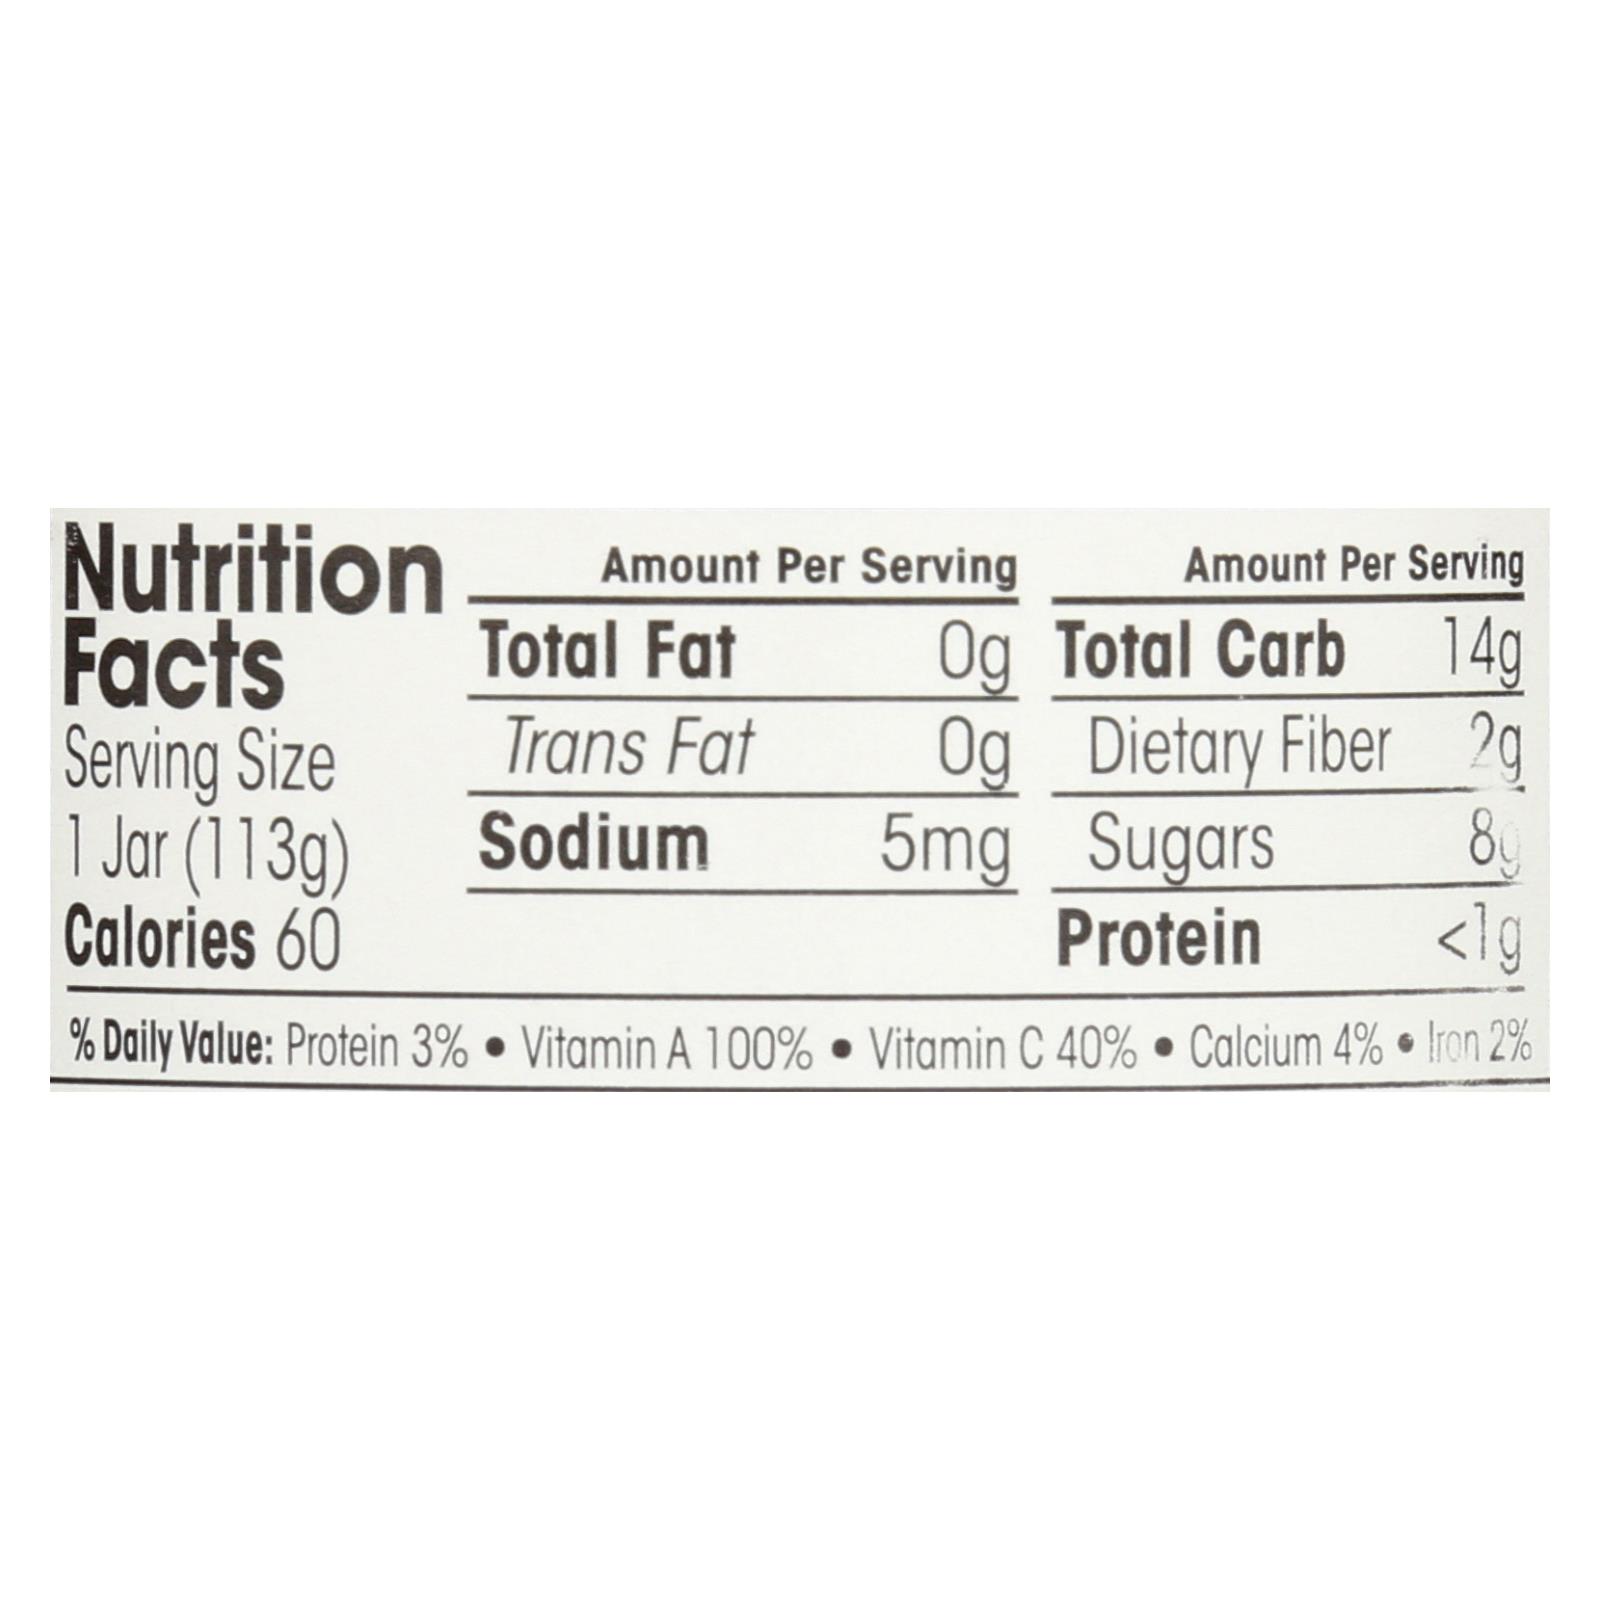 Nutrition
Facts
Serving Size
1 Jar (113g)
Calories 60
Amount Per Serving
Total Fat 0g
Trans Fat 0g
Sodium 5mg
Amount Per Serving
Total Carb 14g
Dietary Fiber 2g
Sugars 8g
Protein <1g
% Daily Value: Protein 3% • Vitamin A 100% • Vitamin C 40% • Calcium 4% • Iron 2%